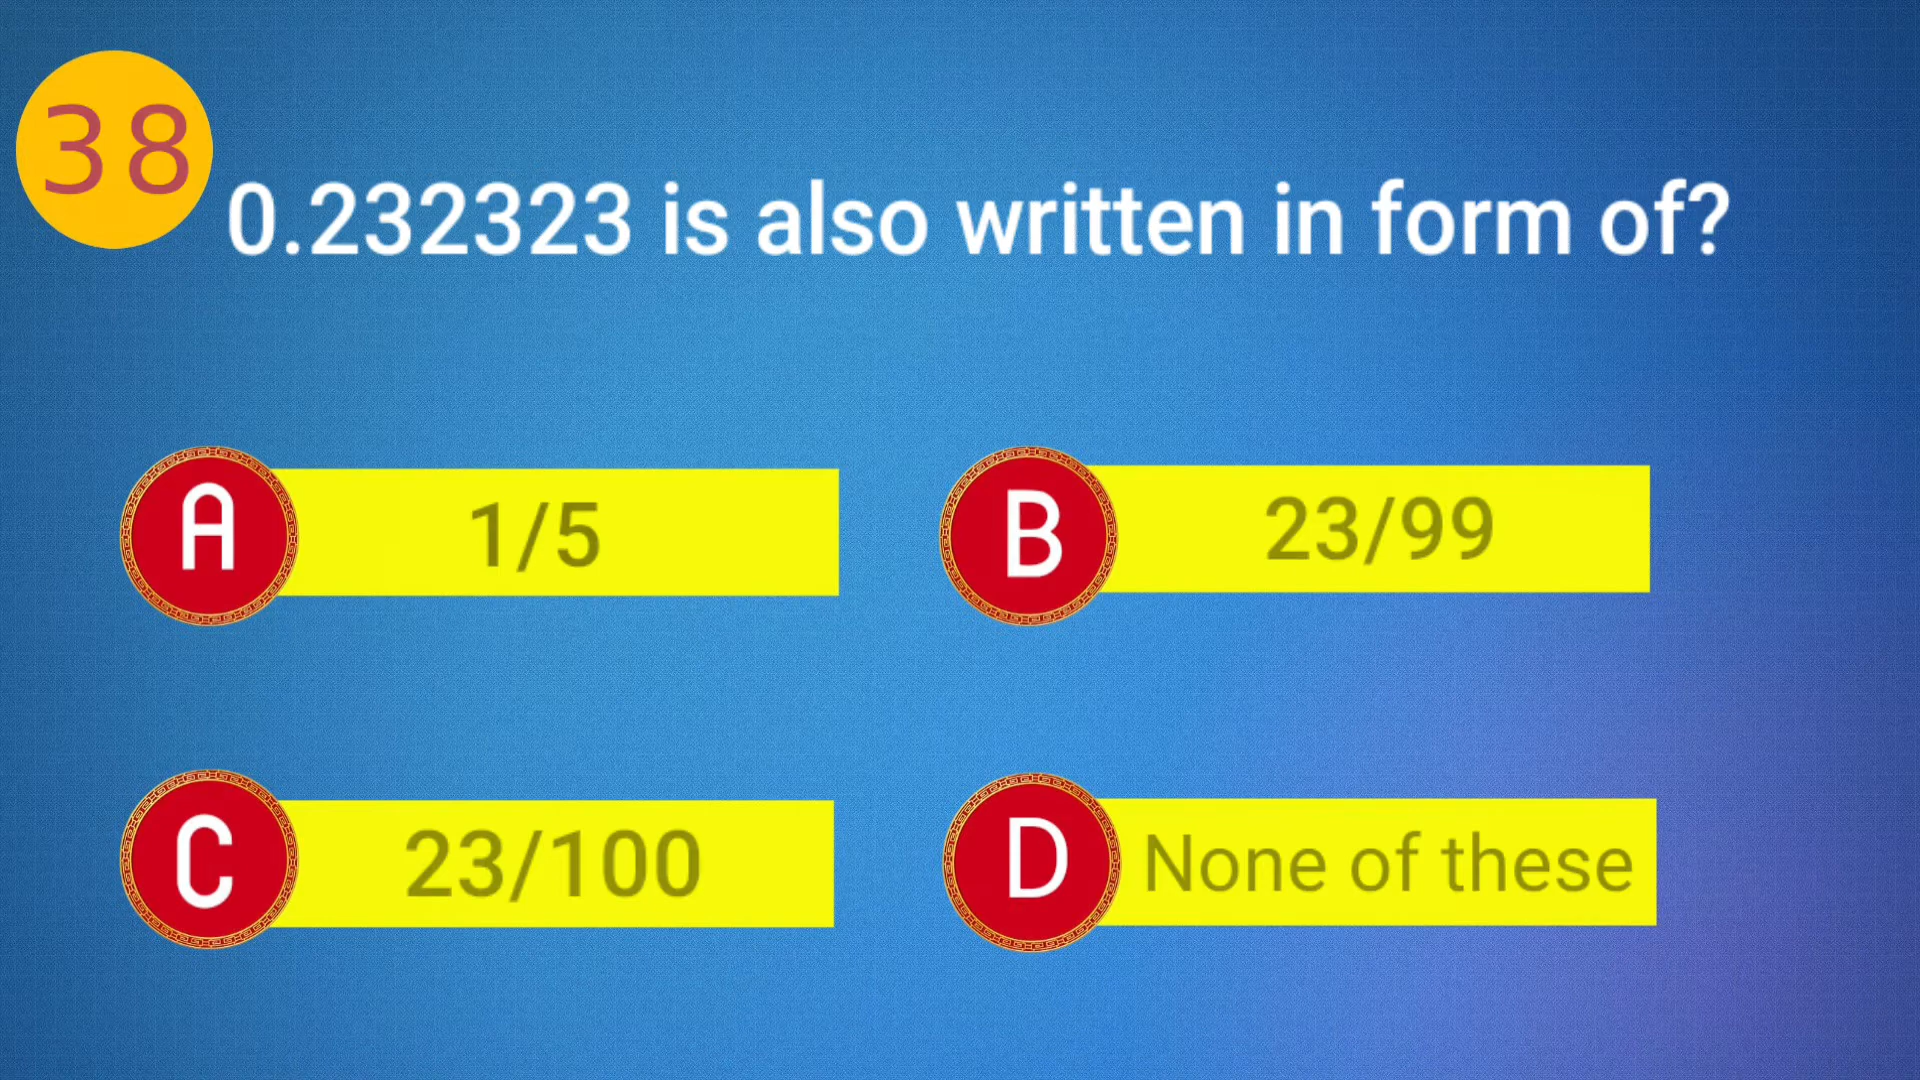 38
0.232323 is also written in form of?
A 1/5
B 23/99
C 23/100
D None of these